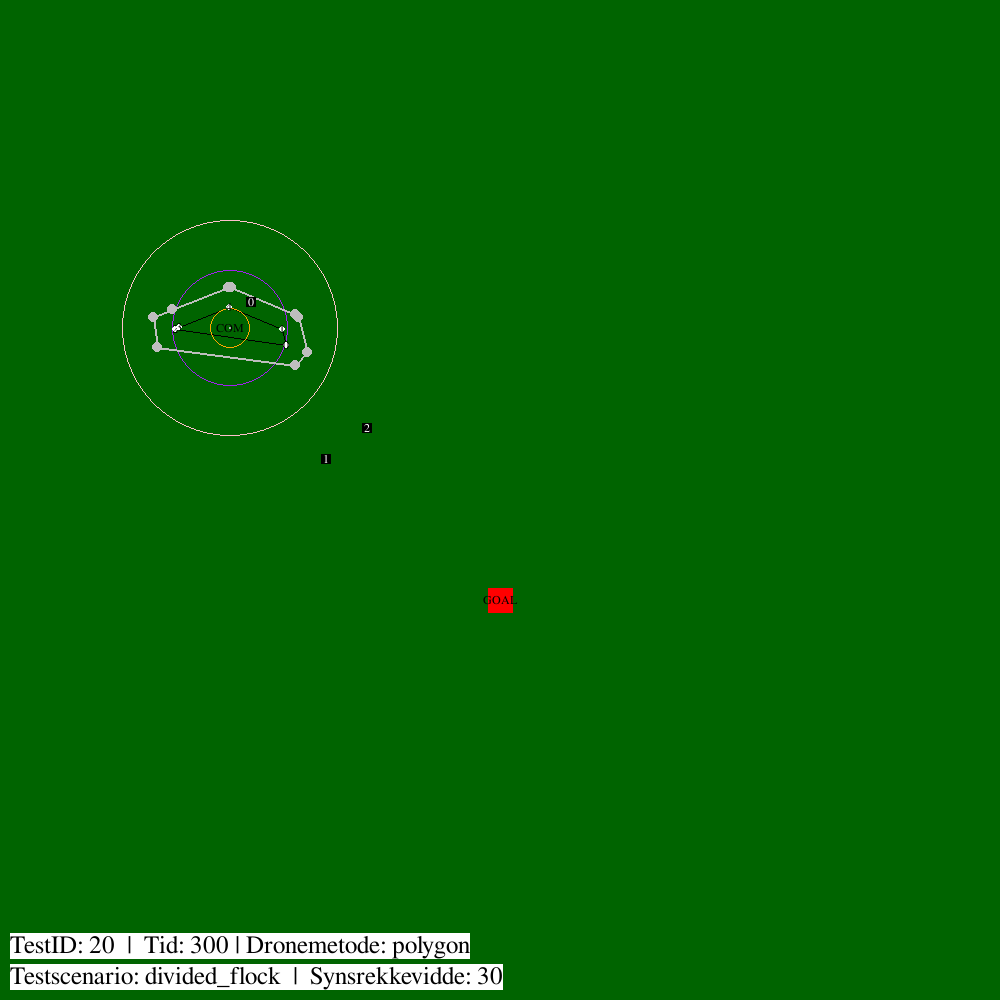 0
COM
2
1
GOAL
TestID: 20 | Tid: 300 | Dronemetode: polygon
Testscenario: divided_flock | Synsrekkevidde: 30